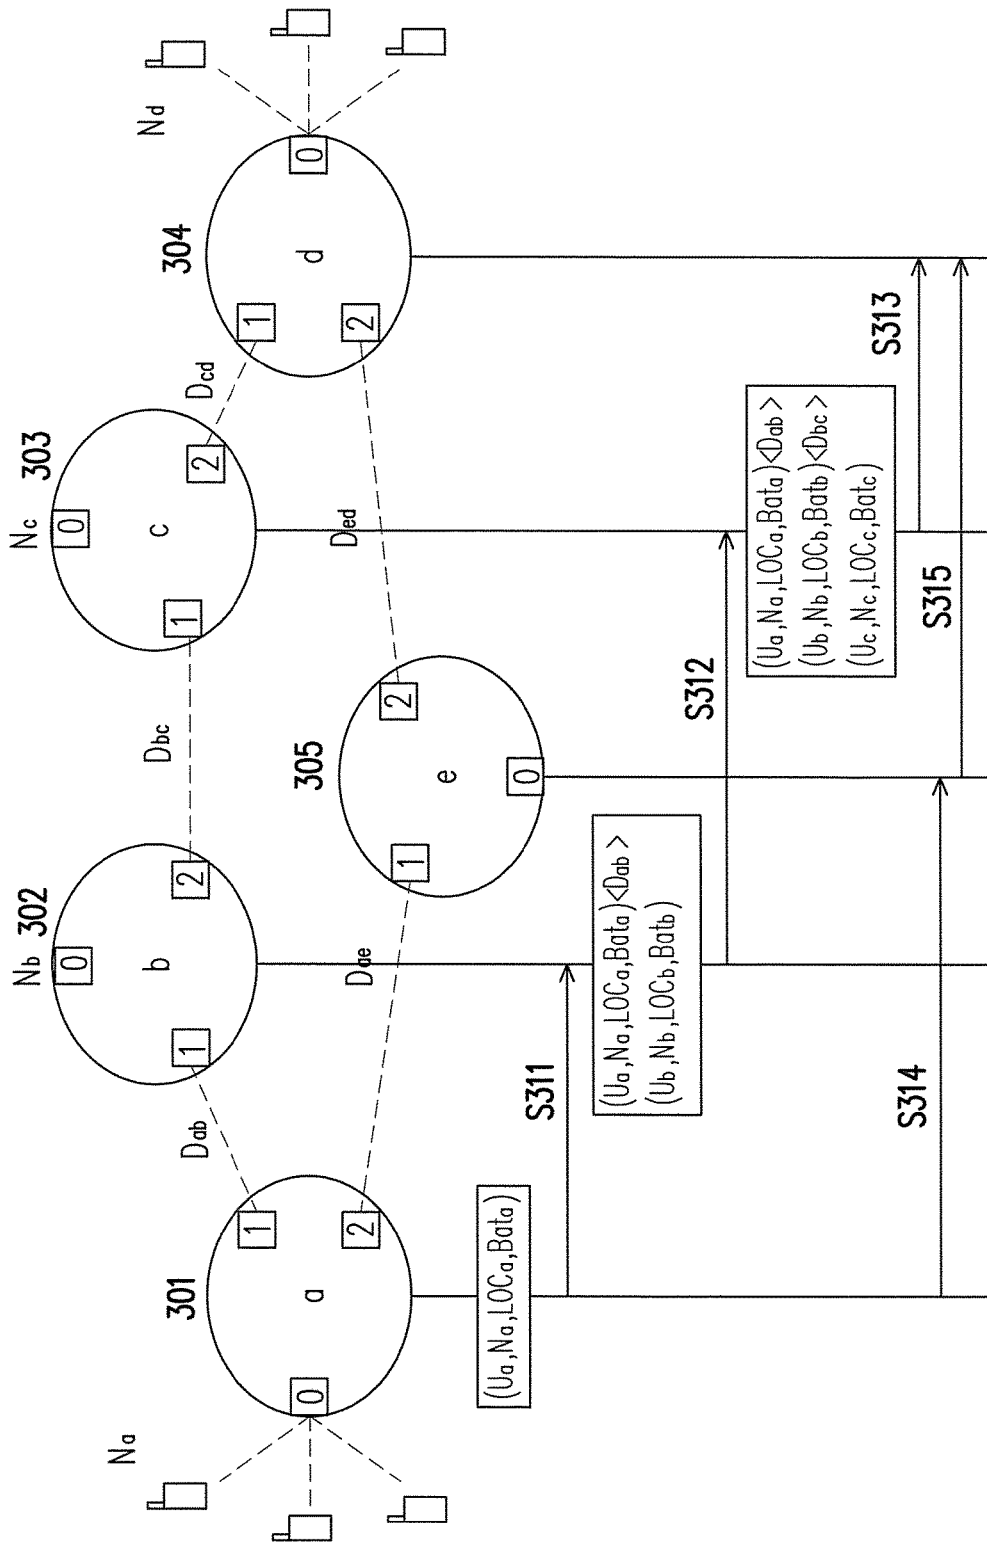 Na
301
0
a
1
2
Dab
Nb
302
0
b
1
2
Dbc
Nc
303
0
c
1
2
Dcd
304
d
1
2
0
Nd
305
e
1
2
0
Dae
Ded
(Ua,Na,LOCa,Bata)
S311
(Ua,Na,LOCa,Bata)<Dab>
(Ub,Nb,LOCb,Batb)
S312
(Ua,Na,LOCa,Bata)<Dab>
(Ub,Nb,LOCb,Batb)<Dbc>
(Uc,Nc,LOCc,Batc)
S313
S314
S315